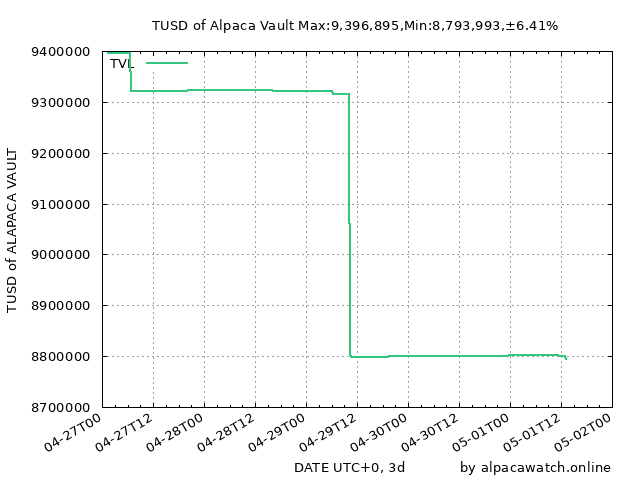 TUSD of Alpaca Vault Max:9,396,895,Min:8,793,993,±6.41%
TVL
9400000
9300000
9200000
9100000
9000000
8900000
8800000
8700000
TUSD of ALAPACA VAULT
04-27T00
04-27T12
04-28T00
04-28T12
04-29T00
04-29T12
04-30T00
04-30T12
05-01T00
05-01T12
05-02T00
DATE UTC+0, 3d
by alpacawatch.online